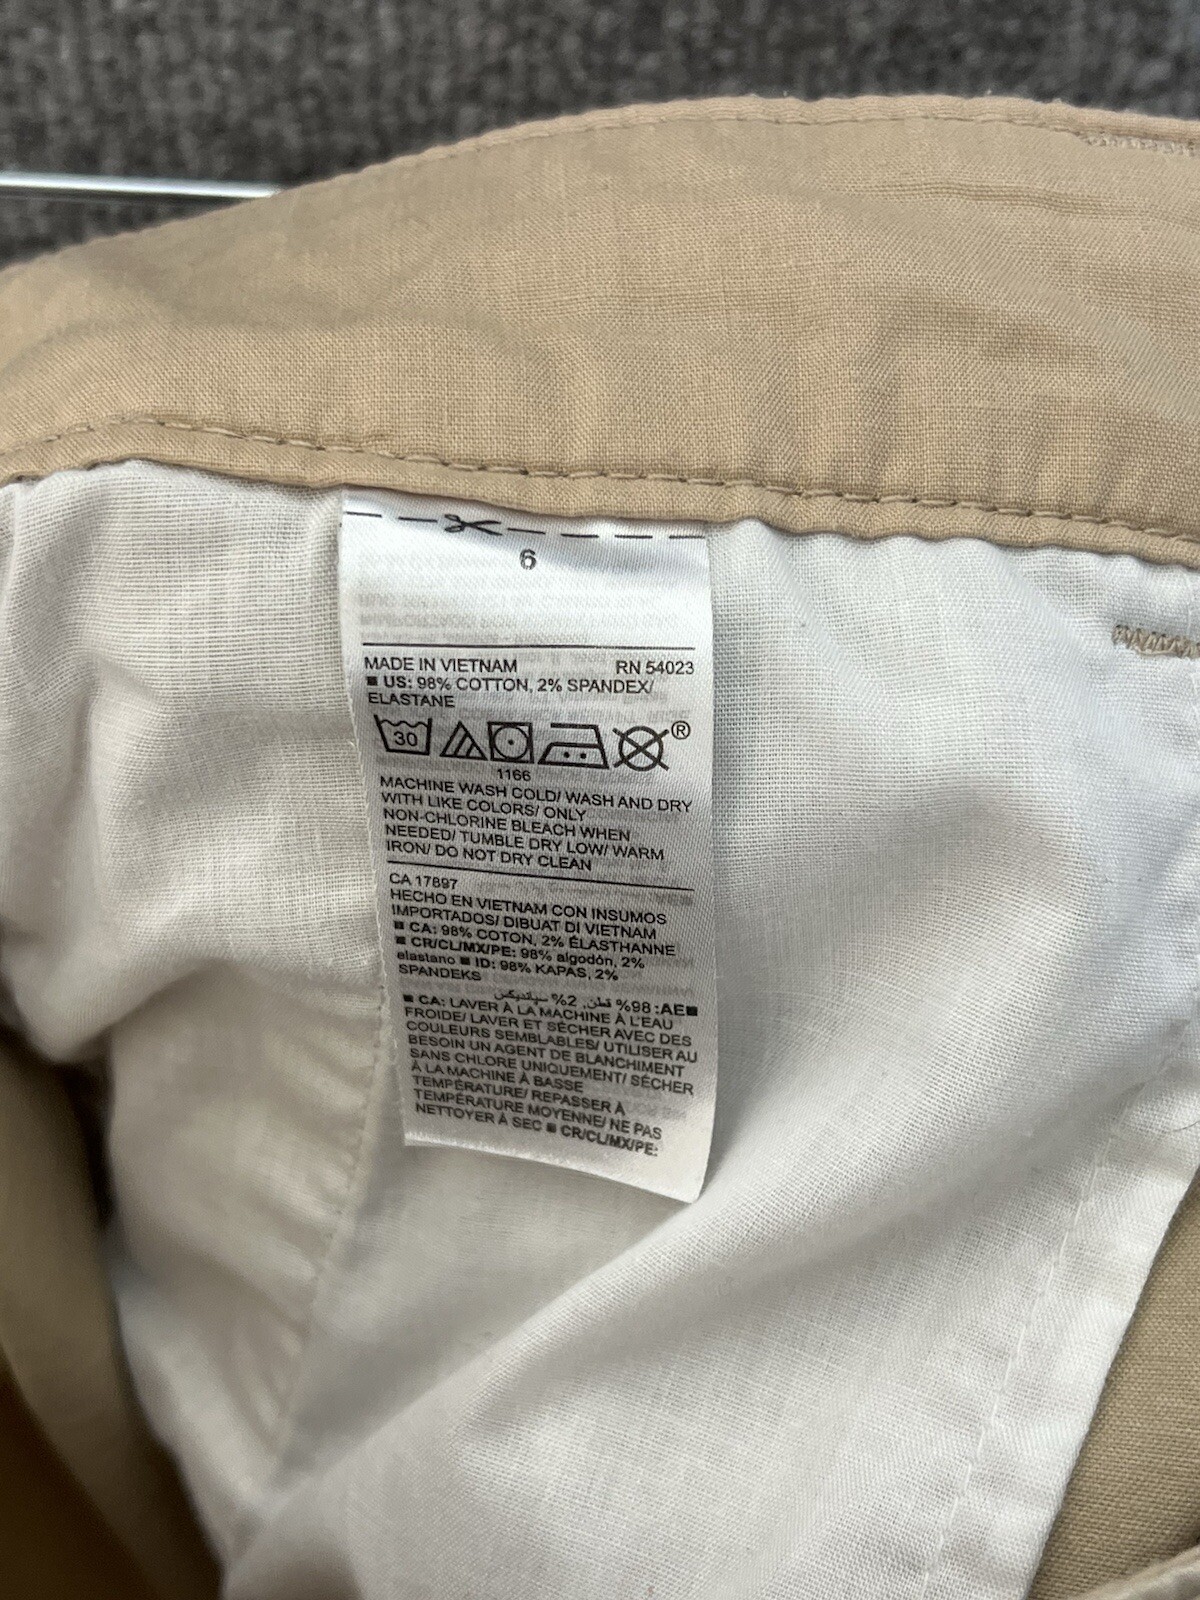 6
MADE IN VIETNAM RN 54023
■ US: 98% COTTON, 2% SPANDEX/
ELASTANE
30 ®
1166
MACHINE WASH COLD/ WASH AND DRY
WITH LIKE COLORS/ ONLY
NON-CHLORINE BLEACH WHEN
NEEDED/ TUMBLE DRY LOW/ WARM
IRON/ DO NOT DRY CLEAN
CA 17897
HECHO EN VIETNAM CON INSUMOS
IMPORTADOS/ DIBUAT DI VIETNAM
■ CA: 98% COTON, 2% ÉLASTHANNE
■ CR/CL/MX/PE: 98% algodón, 2%
elastano ■ ID: 98% KAPAS, 2%
SPANDEKS
■AE: 98% قطن, 2% سباندیکس
■ CA: LAVER À LA MACHINE À L'EAU
FROIDE/ LAVER ET SÉCHER AVEC DES
COULEURS SEMBLABLES/ UTILISER AU
BESOIN UN AGENT DE BLANCHIMENT
SANS CHLORE UNIQUEMENT/ SÉCHER
À LA MACHINE À BASSE
TEMPÉRATURE/ REPASSER À
TEMPÉRATURE MOYENNE/ NE PAS
NETTOYER À SEC ■ CR/CL/MX/PE: